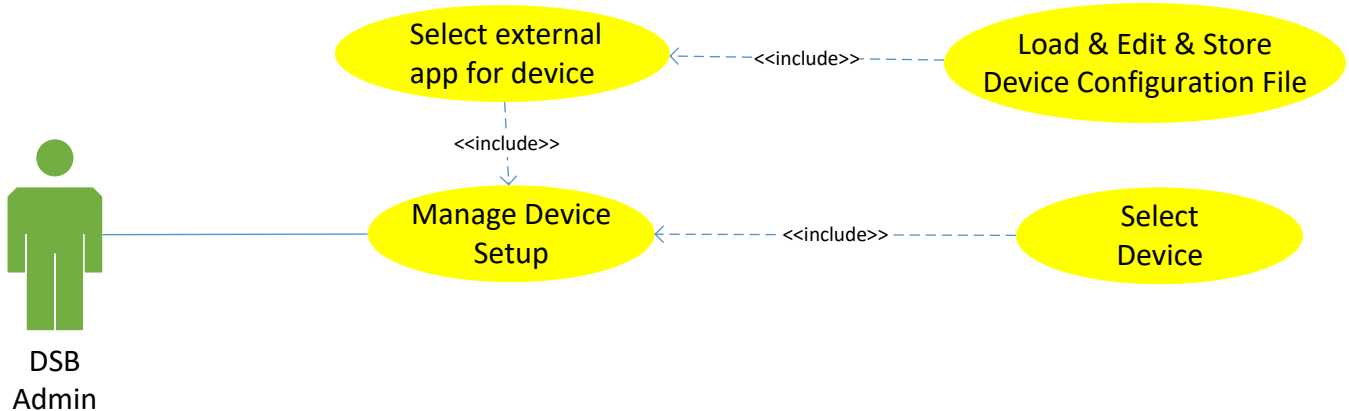 Select external
app for device
<<include>>
Load & Edit & Store
Device Configuration File
<<include>>
Manage Device
Setup
<<include>>
Select
Device
DSB
Admin